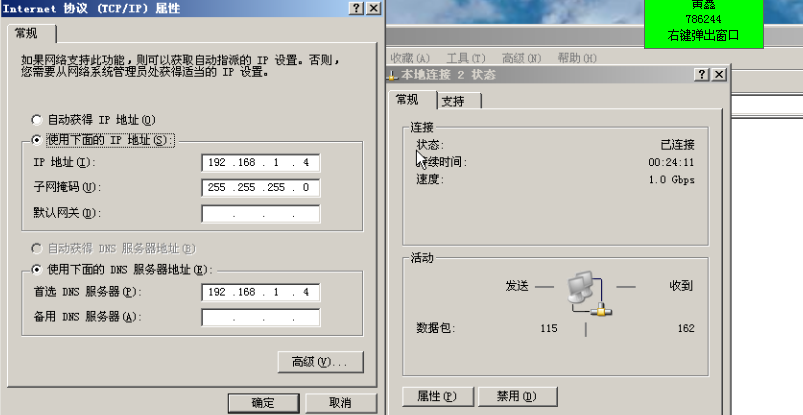 Internet 协议 (TCP/IP) 属性
常规
如果网络支持此功能,则可以获取自动指派的 IP 设置。否则,
您需要从网络系统管理员处获得适当的 IP 设置。
自动获得 IP 地址(O)
使用下面的 IP 地址(S):
IP 地址(I): 192 .168 . 1 . 4
子网掩码(U): 255 .255 .255 . 0
默认网关(D): . . .
自动获得 DNS 服务器地址(B)
使用下面的 DNS 服务器地址(E):
首选 DNS 服务器(P): 192 .168 . 1 . 4
备用 DNS 服务器(A): . . .
高级(V)...
确定 取消
黄鑫
786244
右键弹出窗口
收藏(A) 工具(T) 高级(N) 帮助(H)
本地连接 2 状态
常规 支持
连接
状态: 已连接
持续时间: 00:24:11
速度: 1.0 Gbps
活动
发送 — — 收到
数据包: 115 | 162
属性(P) 禁用(D)